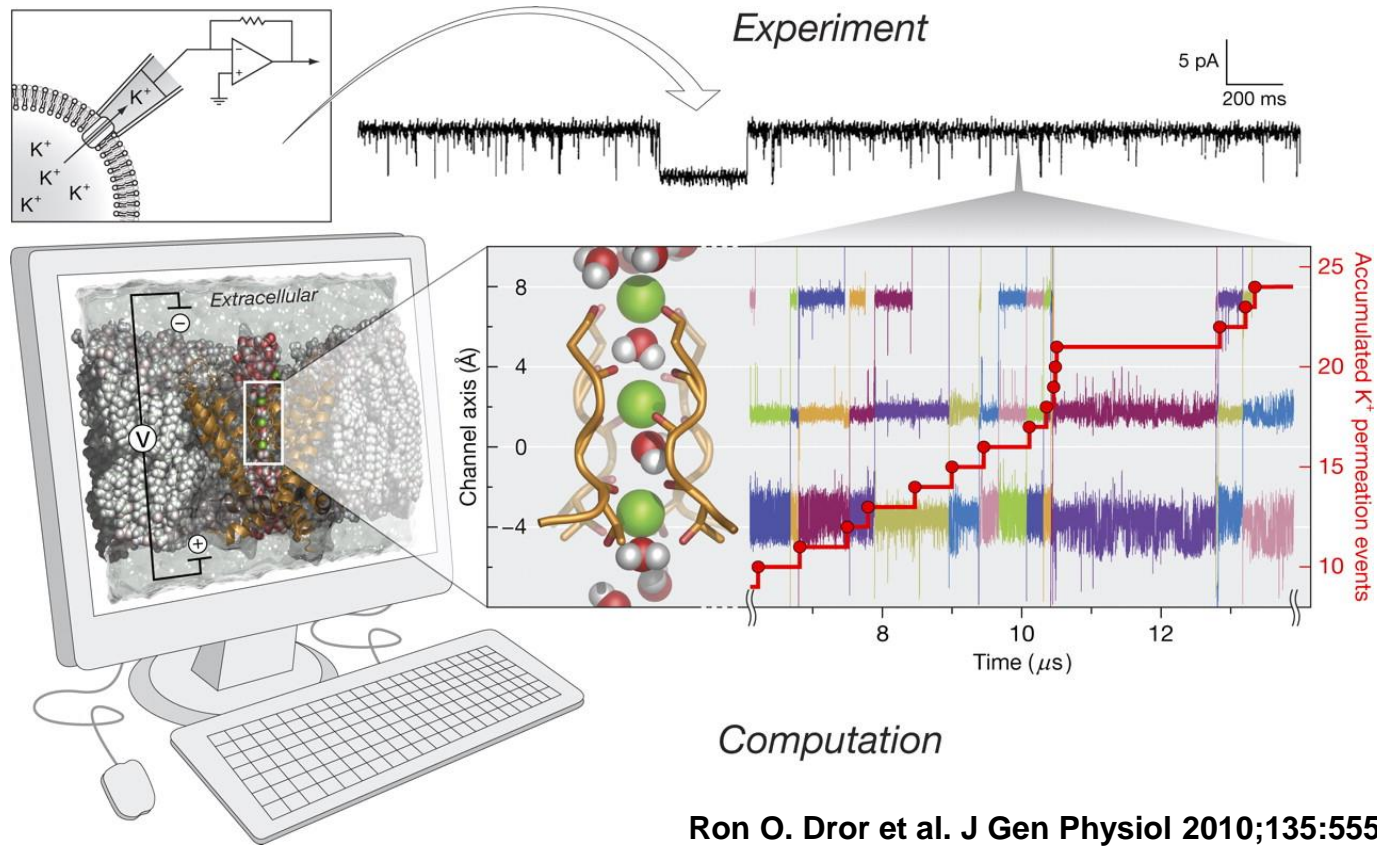 Experiment
5 pA
200 ms
K⁺
K⁺
K⁺
K⁺
K⁺
K⁺
−
+
Extracellular
−
V
+
Channel axis (Å)
8
4
0
−4
25
20
15
10
Accumulated K⁺ permeation events
8
10
12
Time (μs)
Computation
Ron O. Dror et al. J Gen Physiol 2010;135:555